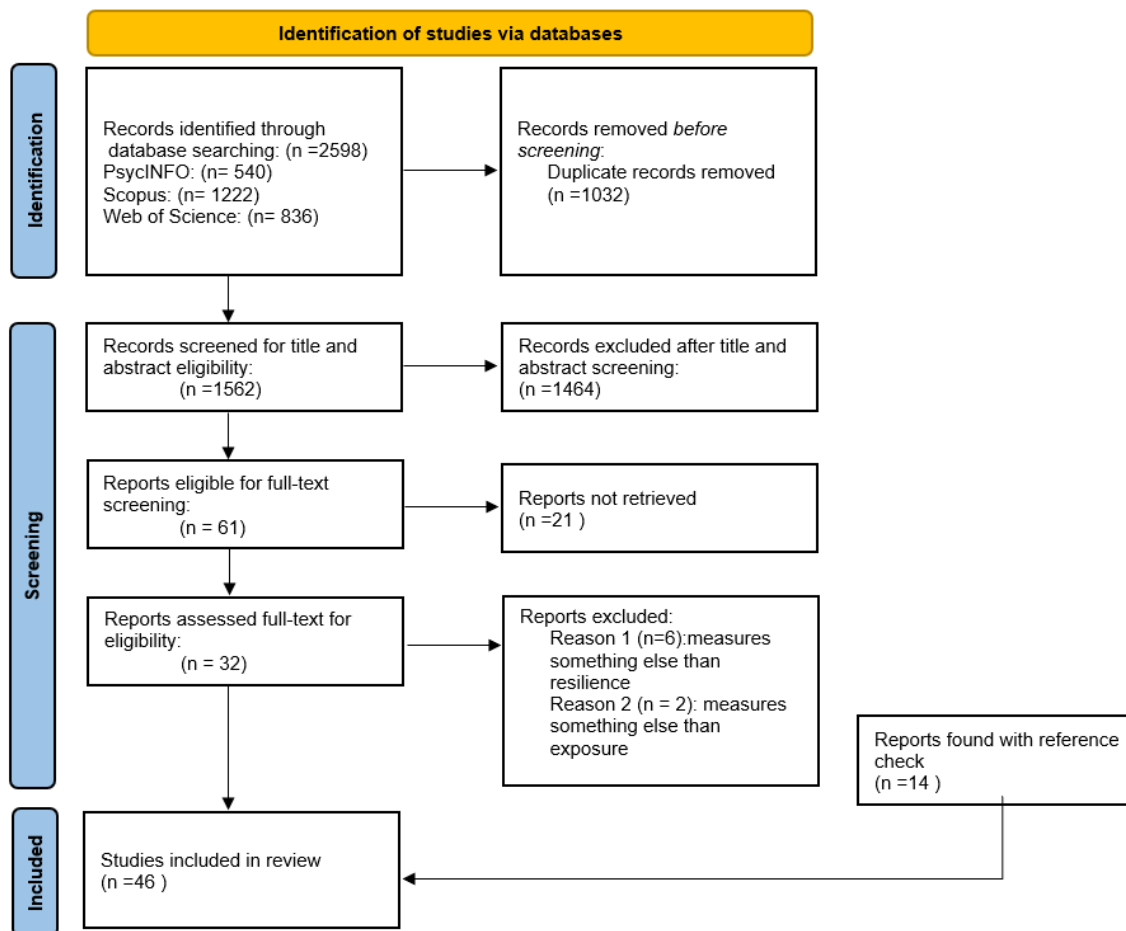 Identification of studies via databases
Identification
Records identified through
database searching: (n =2598)
PsycINFO: (n= 540)
Scopus: (n= 1222)
Web of Science: (n= 836)
Records removed before
screening:
Duplicate records removed
(n =1032)
Screening
Records screened for title and
abstract eligibility:
(n =1562)
Records excluded after title and
abstract screening:
(n =1464)
Reports eligible for full-text
screening:
(n = 61)
Reports not retrieved
(n =21 )
Reports assessed full-text for
eligibility:
(n = 32)
Reports excluded:
Reason 1 (n=6):measures
something else than
resilience
Reason 2 (n = 2): measures
something else than
exposure
Reports found with reference
check
(n =14 )
Included
Studies included in review
(n =46 )